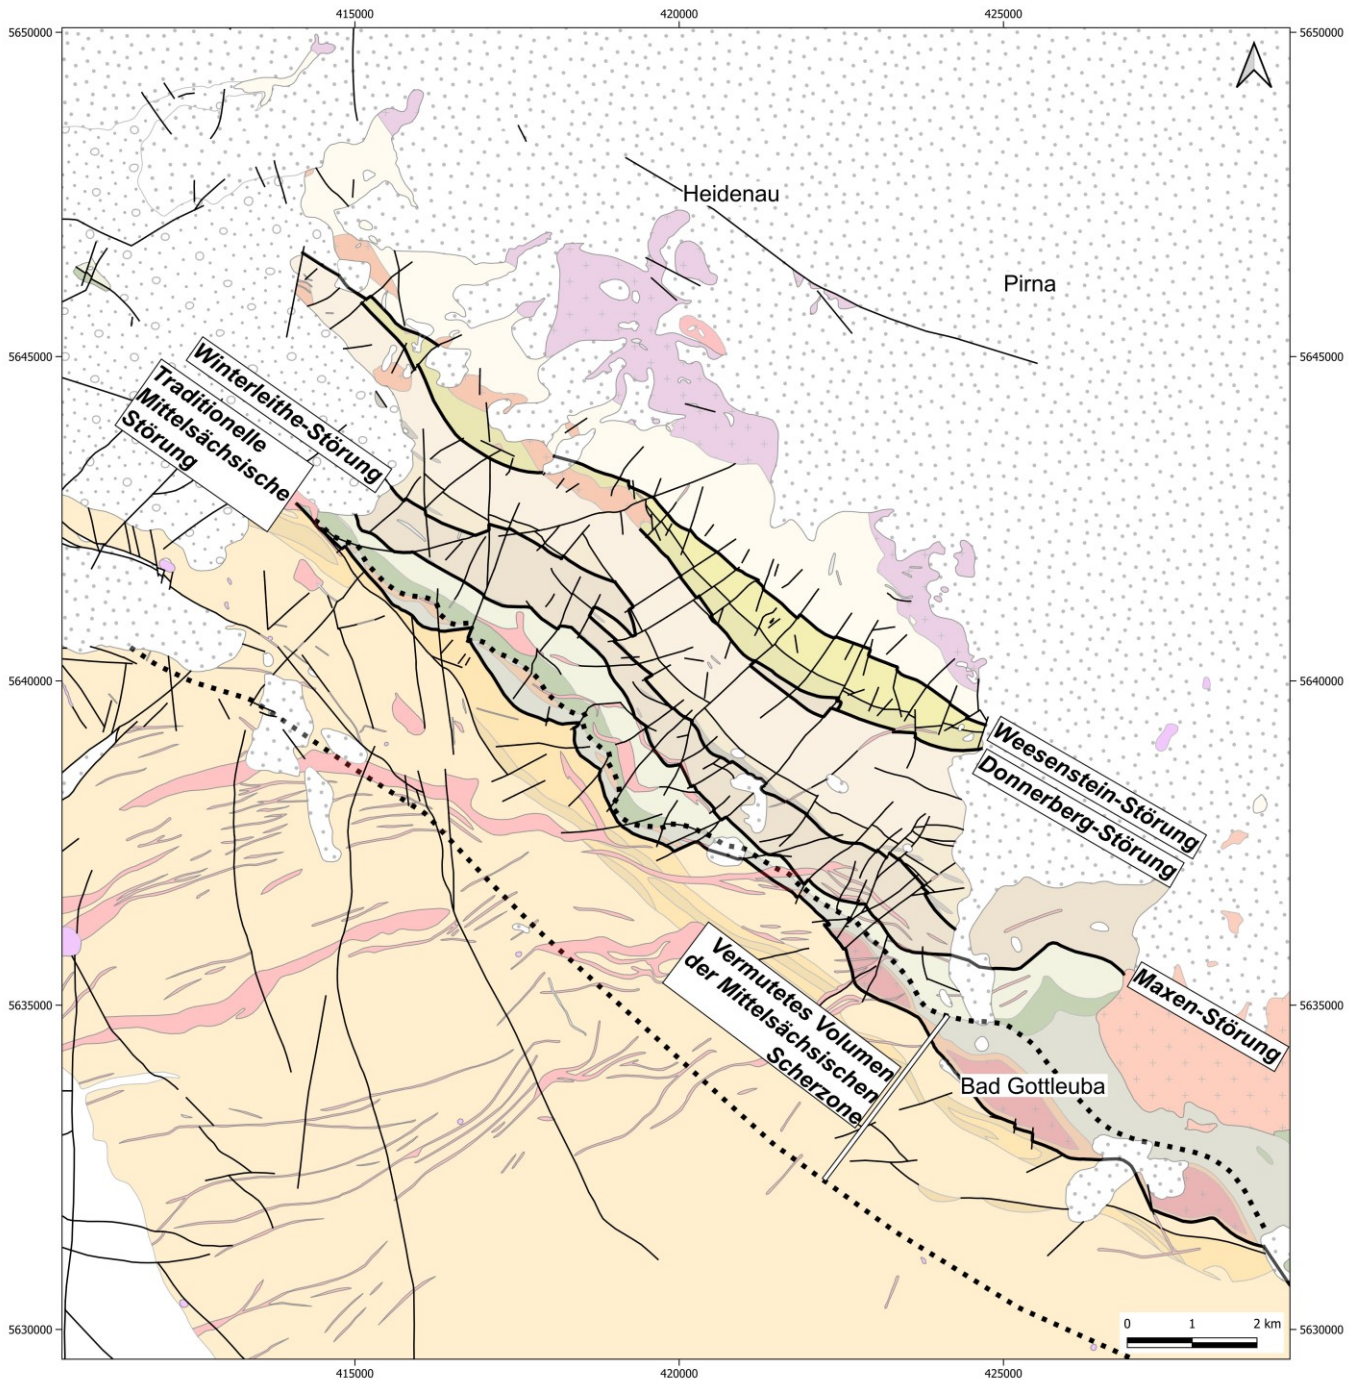 415000
420000
425000
5650000
5650000
Heidenau
Pirna
5645000
5645000
Winterleithe-Störung
Traditionelle
Mittelsächsische
Störung
5640000
5640000
Weesenstein-Störung
Donnerberg-Störung
Vermutetes Volumen
der Mittelsächsischen
Scherzone
Maxen-Störung
5635000
5635000
Bad Gottleuba
5630000
5630000
0 1 2 km
415000
420000
425000